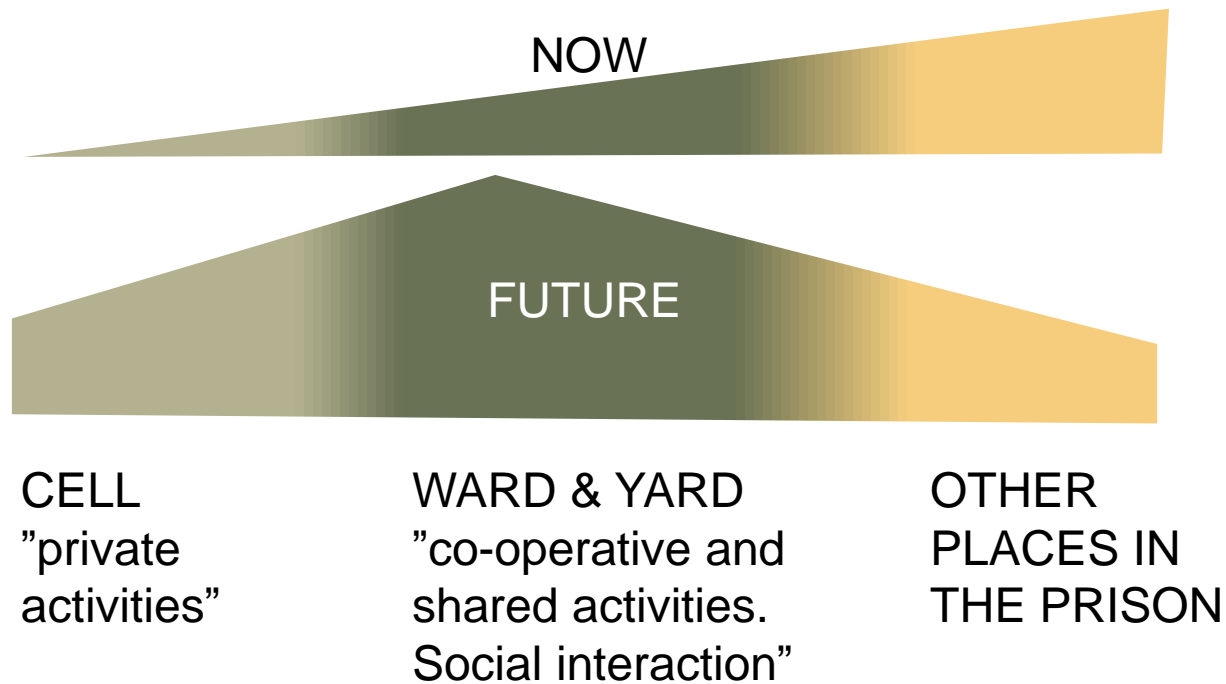 NOW
FUTURE
CELL
”private
activities”
WARD & YARD
”co-operative and
shared activities.
Social interaction”
OTHER
PLACES IN
THE PRISON